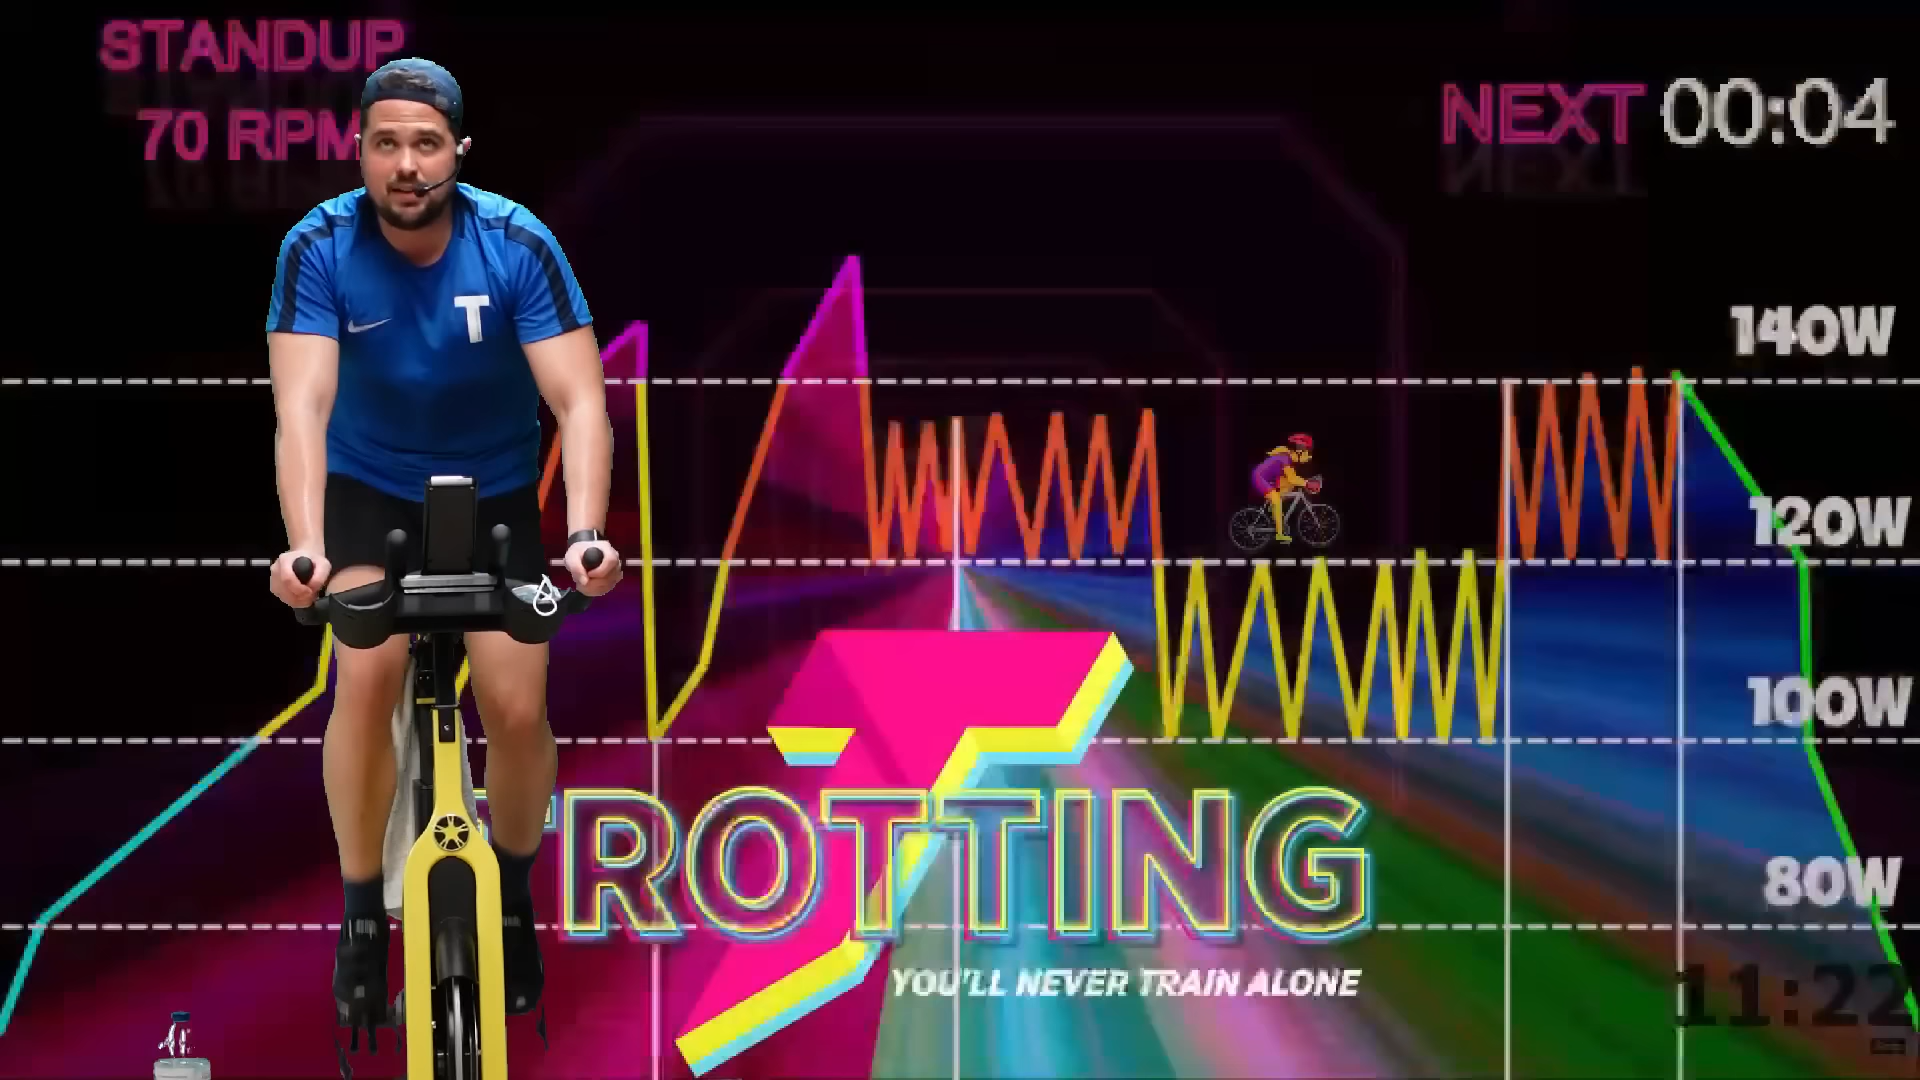 STANDUP
70 RPM
NEXT 00:04
140W
120W
100W
80W
T
TROTTING
YOU'LL NEVER TRAIN ALONE
11:22